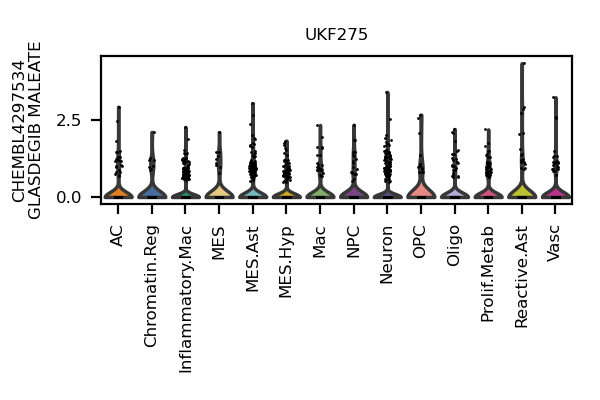 UKF275
CHEMBL4297534
GLASDEGIB MALEATE
2.5
0.0
AC
Chromatin.Reg
Inflammatory.Mac
MES
MES.Ast
MES.Hyp
Mac
NPC
Neuron
OPC
Oligo
Prolif.Metab
Reactive.Ast
Vasc